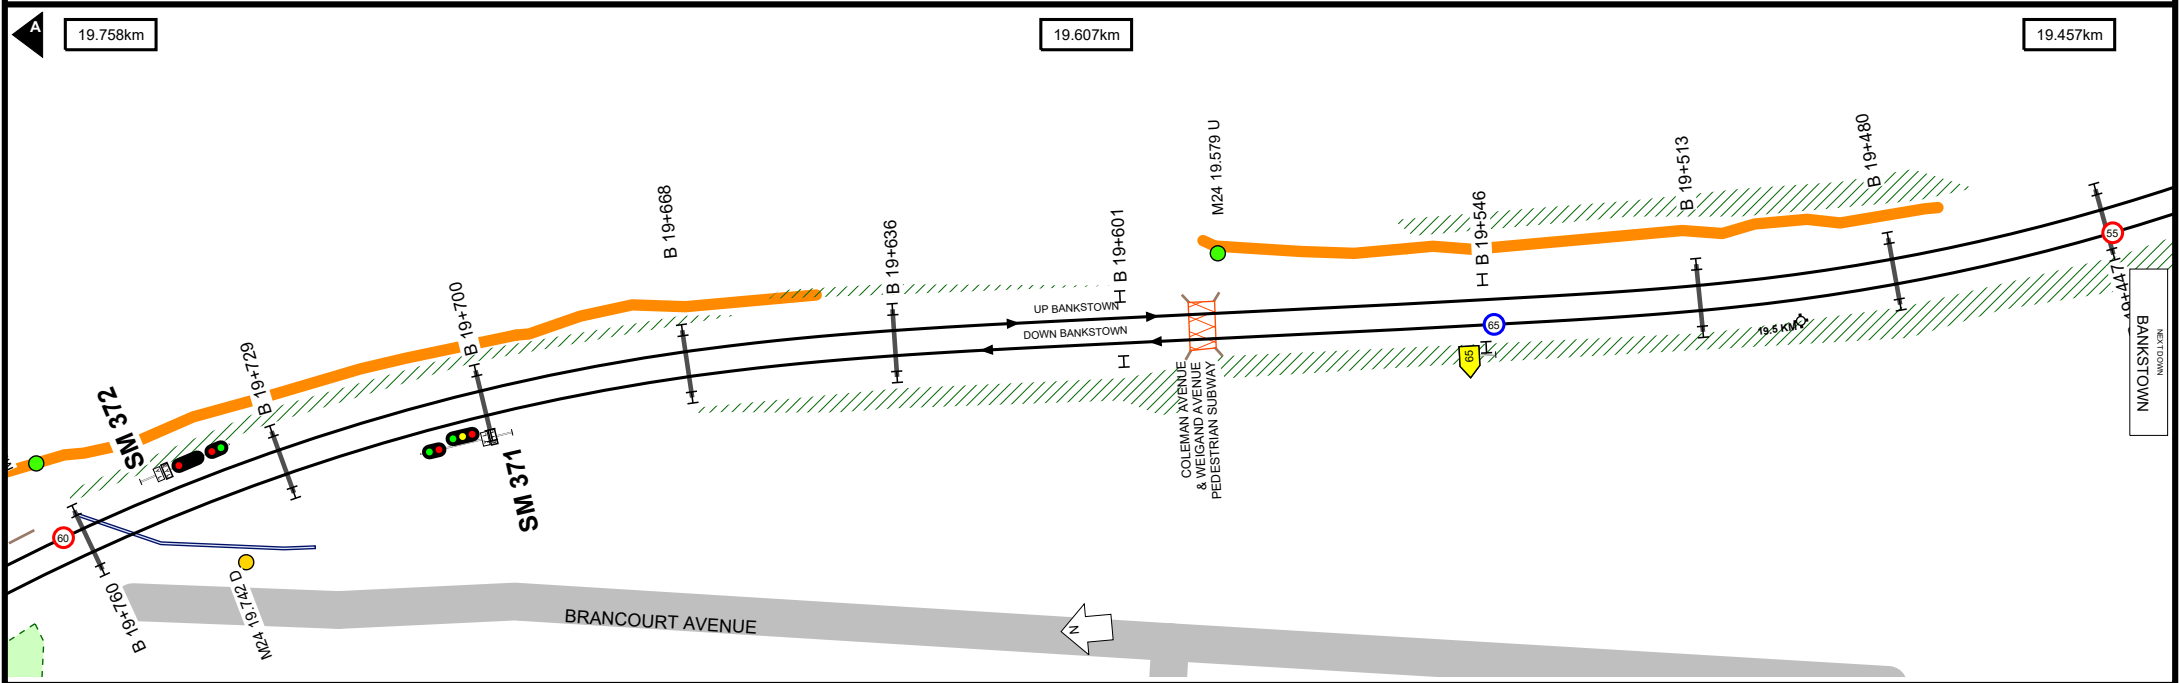 A
19.758km
19.607km
19.457km
SM 372
B 19+729
B 19+700
B 19+668
B 19+636
B 19+601
M24 19.579 U
B 19+546
B 19+513
B 19+480
UP BANKSTOWN
DOWN BANKSTOWN
COLEMAN AVENUE
& WEIGAND AVENUE
PEDESTRIAN SUBWAY
65
65
19.5 KM
55
NEXT DOWN
BANKSTOWN
SM 371
60
B 19+760
M24 19.742 D
BRANCOURT AVENUE
N